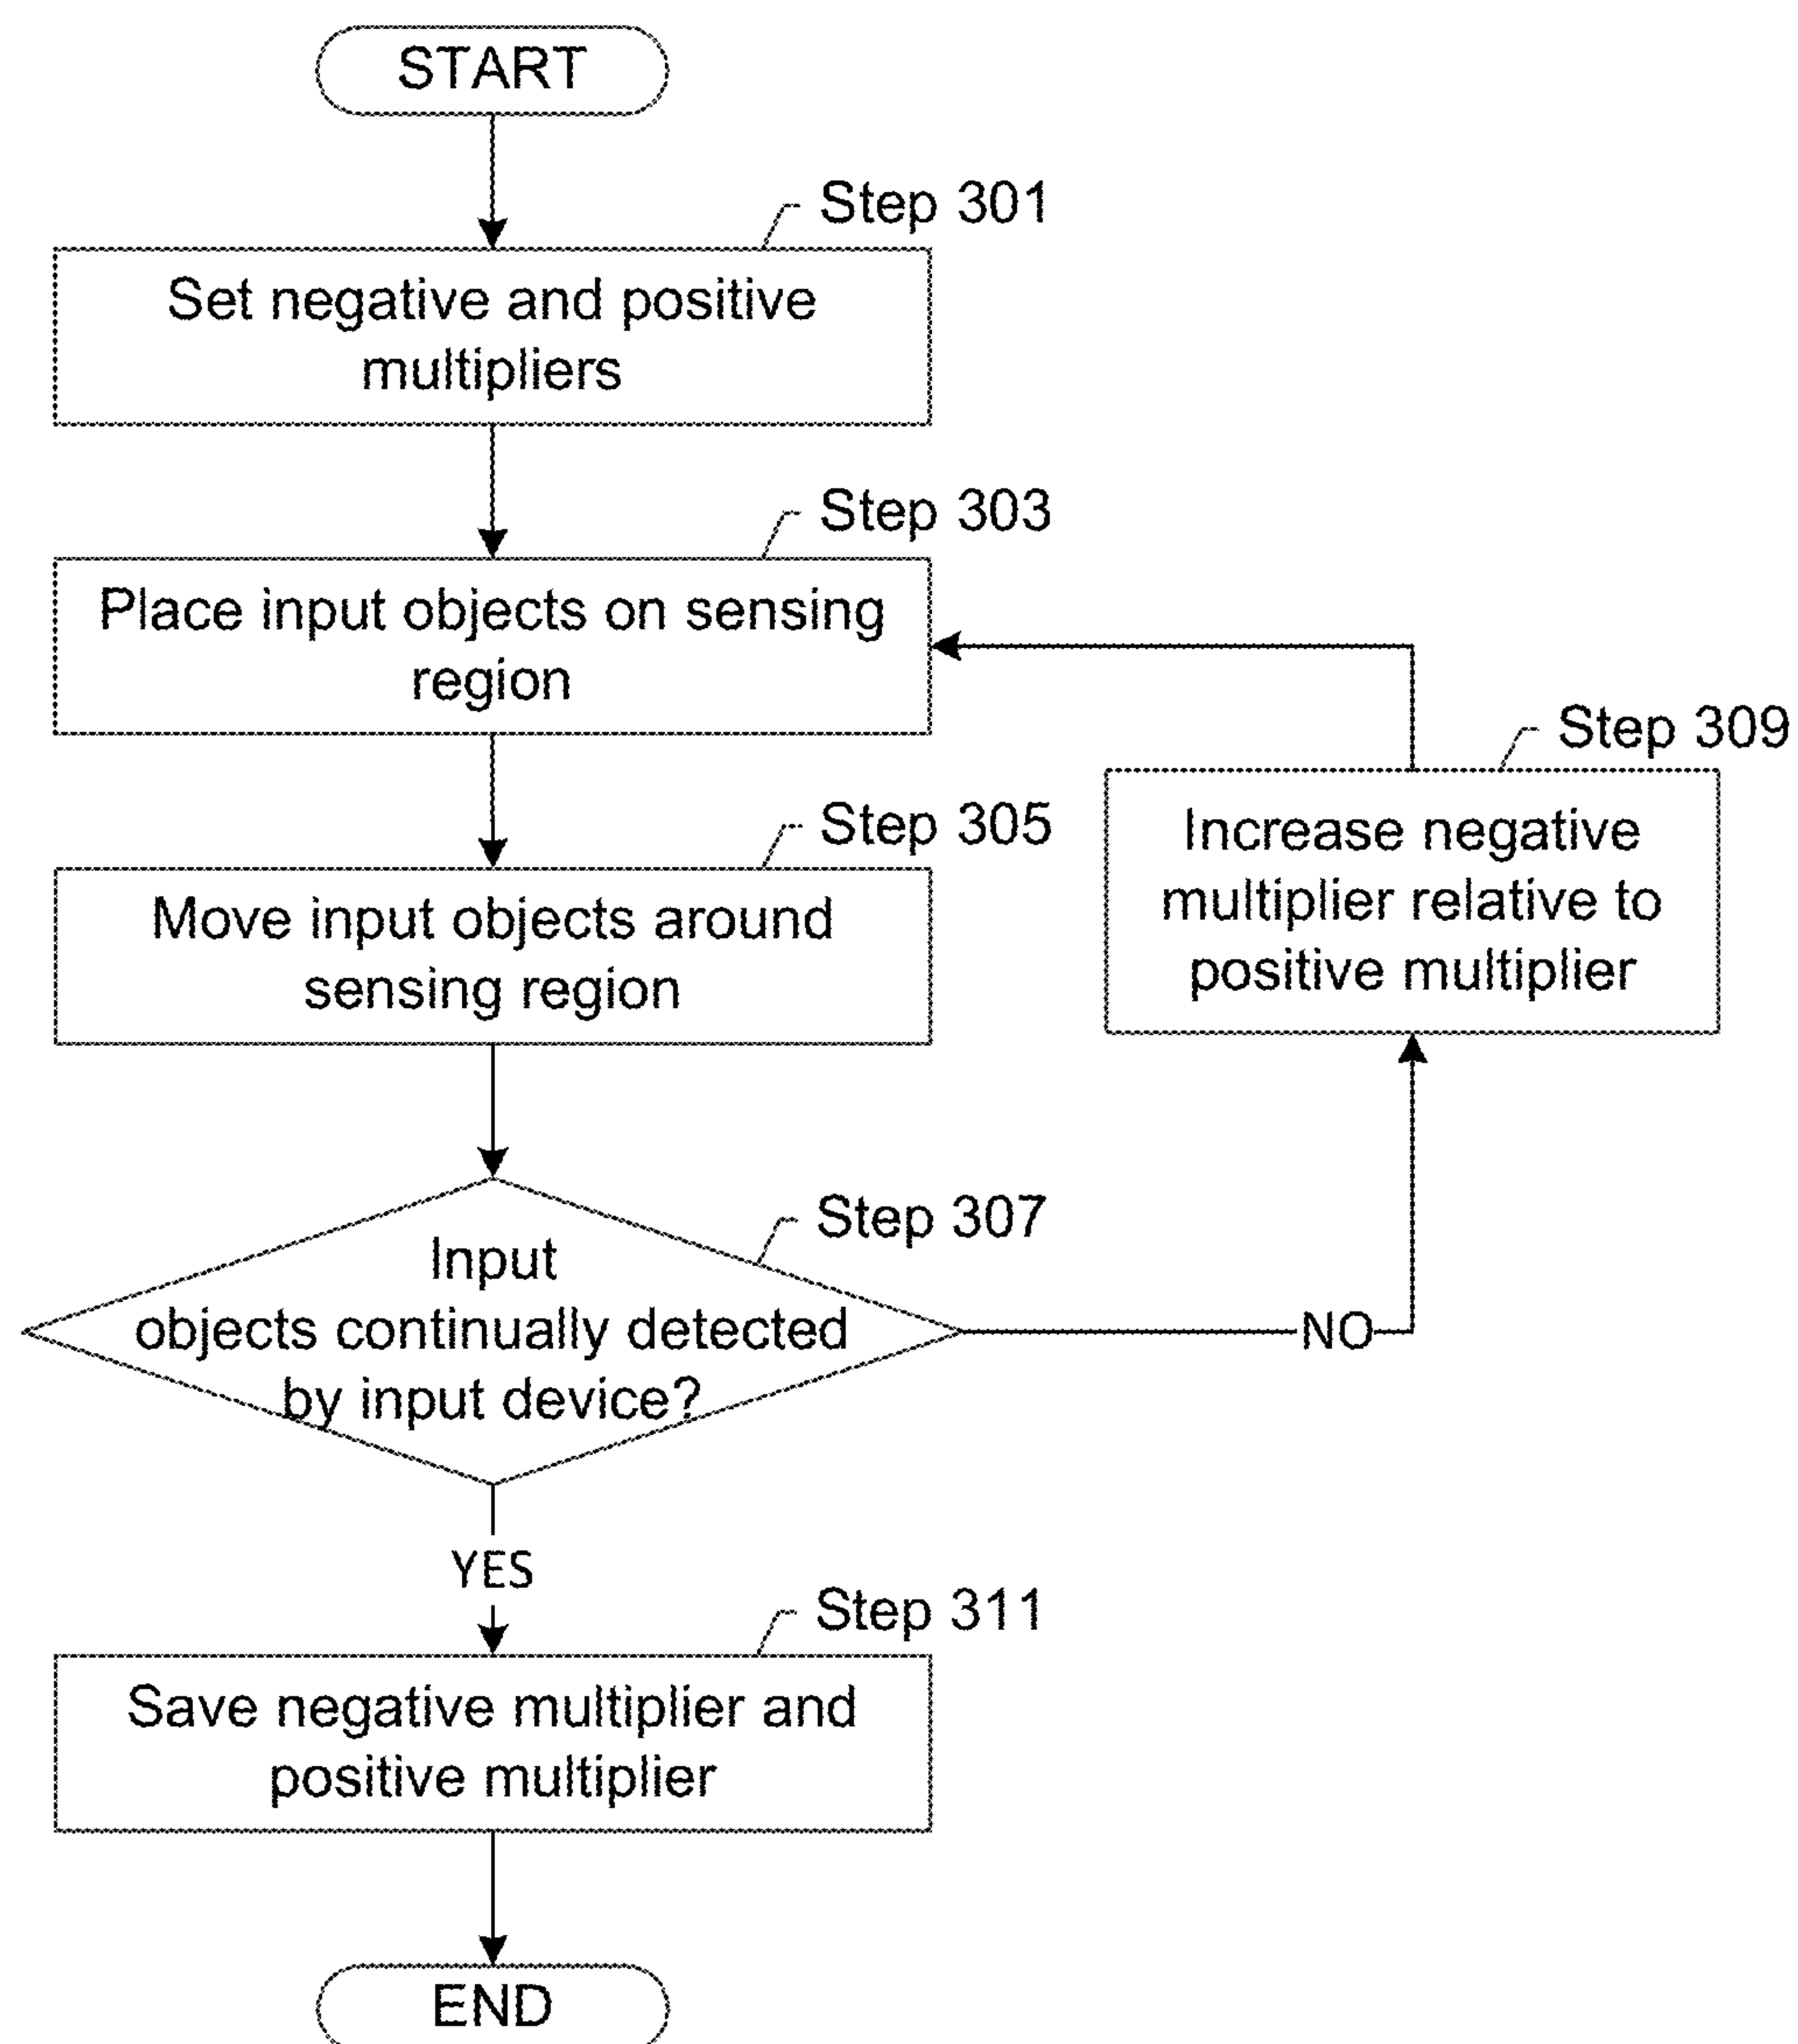 START
Step 301
Set negative and positive
multipliers
Step 303
Place input objects on sensing
region
Step 309
Increase negative
multiplier relative to
positive multiplier
Step 305
Move input objects around
sensing region
Step 307
Input
objects continually detected
by input device?
NO
YES
Step 311
Save negative multiplier and
positive multiplier
END